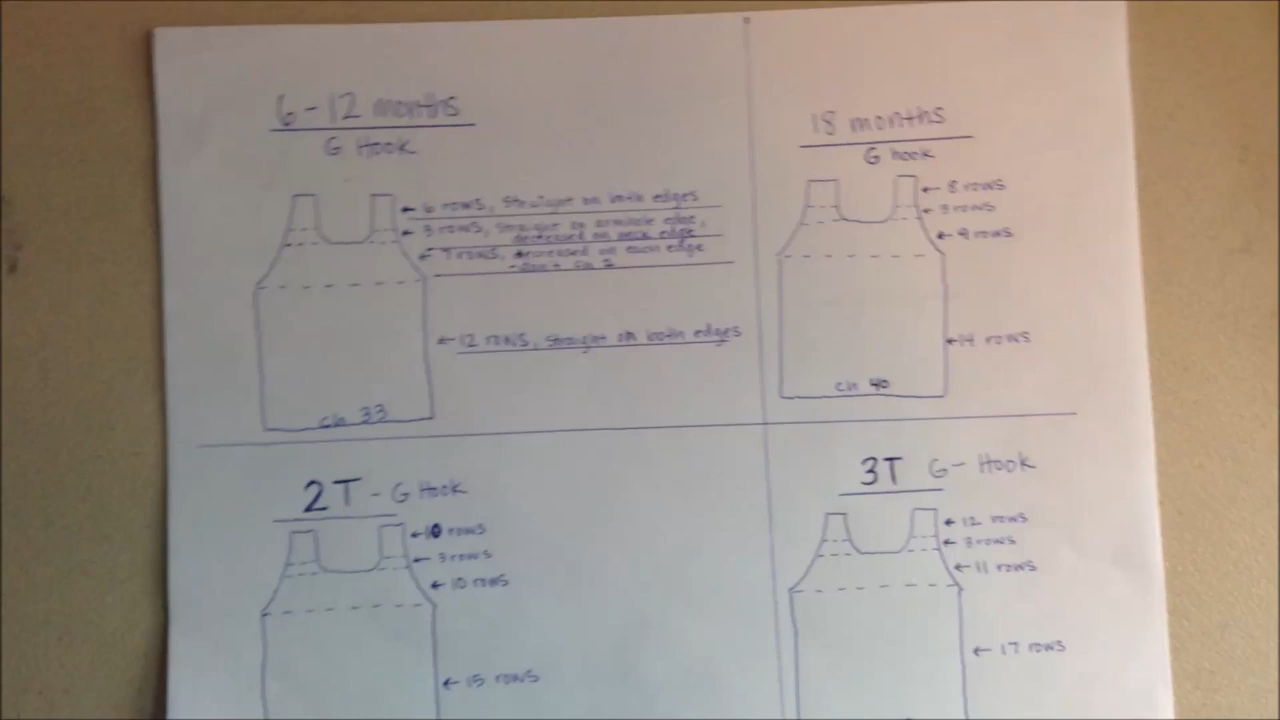 6-12 months
G Hook
← 6 rows, Straight on both edges
← 3 rows, Straight on armhole edge,
decreased on neck edge
← 7 rows, decreased on each edge
- don't ch 2
← 12 rows, straight on both edges
ch 33
18 months
G hook
← 8 rows
← 3 rows
← 9 rows
← 14 rows
ch 40
2T - G Hook
← 10 rows
← 3 rows
← 10 rows
← 15 rows
3T G- Hook
← 12 rows
← 3 rows
← 11 rows
← 17 rows